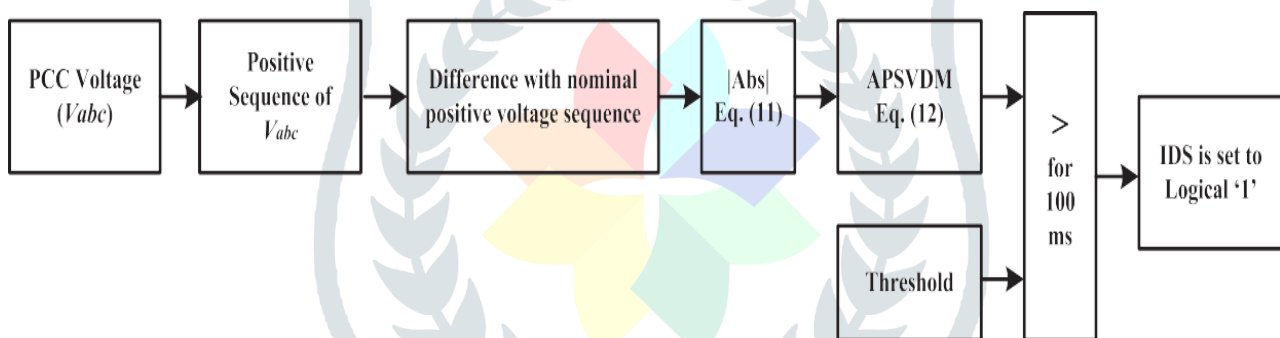 PCC Voltage
(Vabc)
Positive
Sequence of
Vabc
Difference with nominal
positive voltage sequence
|Abs|
Eq. (11)
APSVDM
Eq. (12)
Threshold
>
for
100
ms
IDS is set to
Logical ‘1’